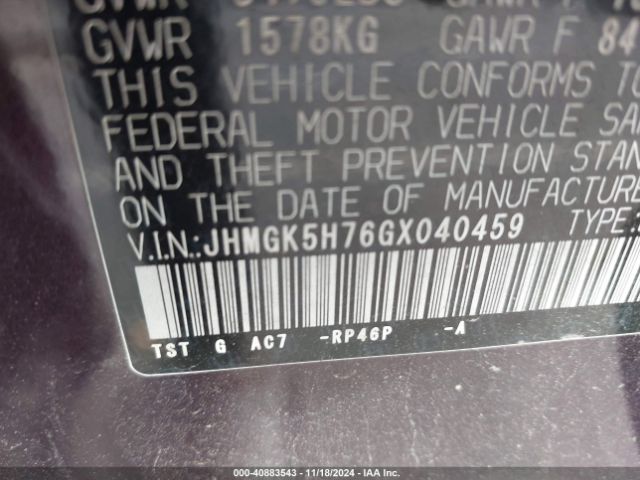 GVWR 1578KG GAWR F 84
THIS VEHICLE CONFORMS TO
FEDERAL MOTOR VEHICLE SA
AND THEFT PREVENTION STAN
ON THE DATE OF MANUFACTURE
V.I.N.:JHMGK5H76GX040459 TYPE:
TST G AC7 -RP46P -A
000-40883543 - 11/18/2024 - IAA Inc.